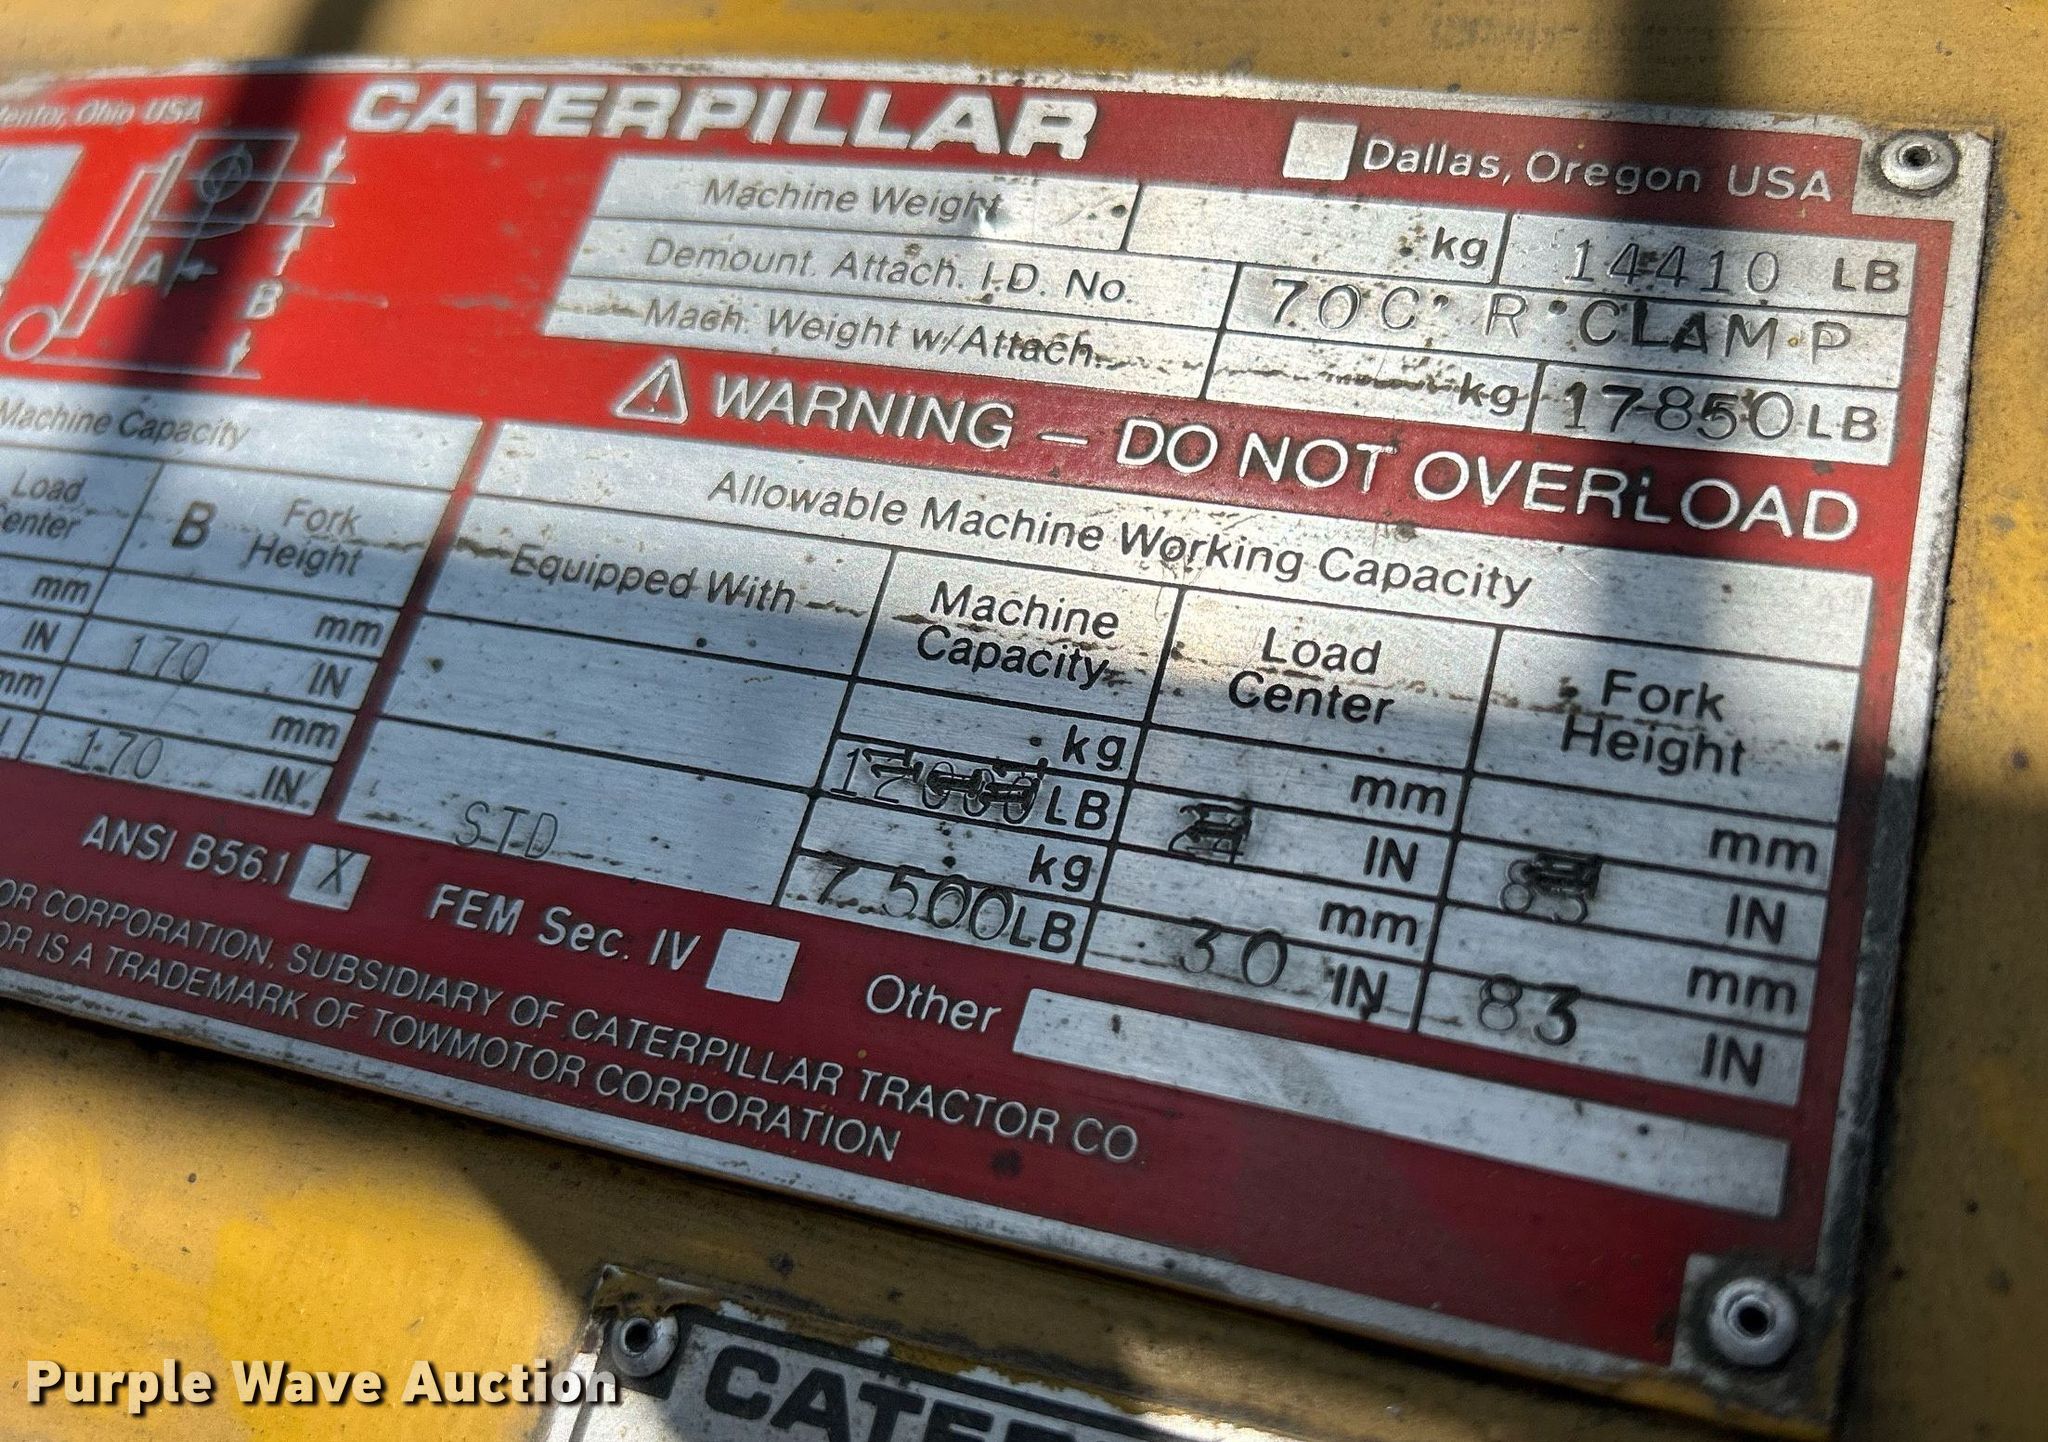 Ohio USA
CATERPILLAR
Dallas, Oregon USA
A
A
B
Machine Weight kg 14410 LB
Demount. Attach. I.D. No. 70C R CLAMP
Mach. Weight w/Attach. kg 17850 LB
WARNING — DO NOT OVERLOAD
Machine Capacity
Allowable Machine Working Capacity
Load Center
B Fork Height
Equipped With
Machine Capacity
Load Center
Fork Height
mm mm
IN 170 IN
mm mm
170 IN
kg mm mm
LB IN IN
STD
kg mm mm
7500 LB 30 IN 83 IN
ANSI B56.1 X FEM Sec. IV Other
OR CORPORATION, SUBSIDIARY OF CATERPILLAR TRACTOR CO
OR IS A TRADEMARK OF TOWMOTOR CORPORATION
Purple Wave Auction